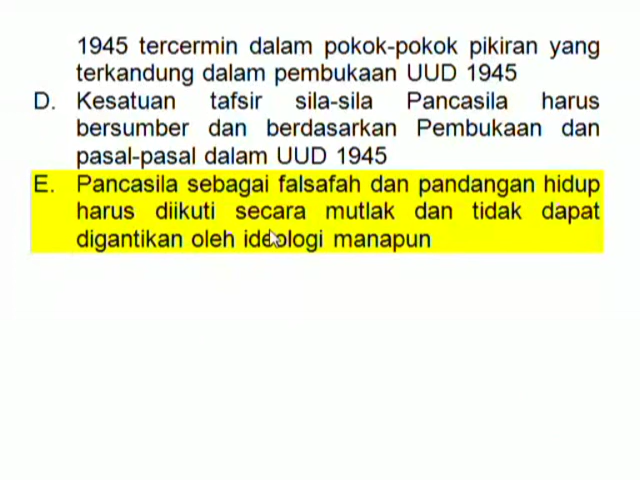 1945 tercermin dalam pokok-pokok pikiran yang
terkandung dalam pembukaan UUD 1945
D. Kesatuan tafsir sila-sila Pancasila harus
bersumber dan berdasarkan Pembukaan dan
pasal-pasal dalam UUD 1945
E. Pancasila sebagai falsafah dan pandangan hidup
harus diikuti secara mutlak dan tidak dapat
digantikan oleh ideologi manapun